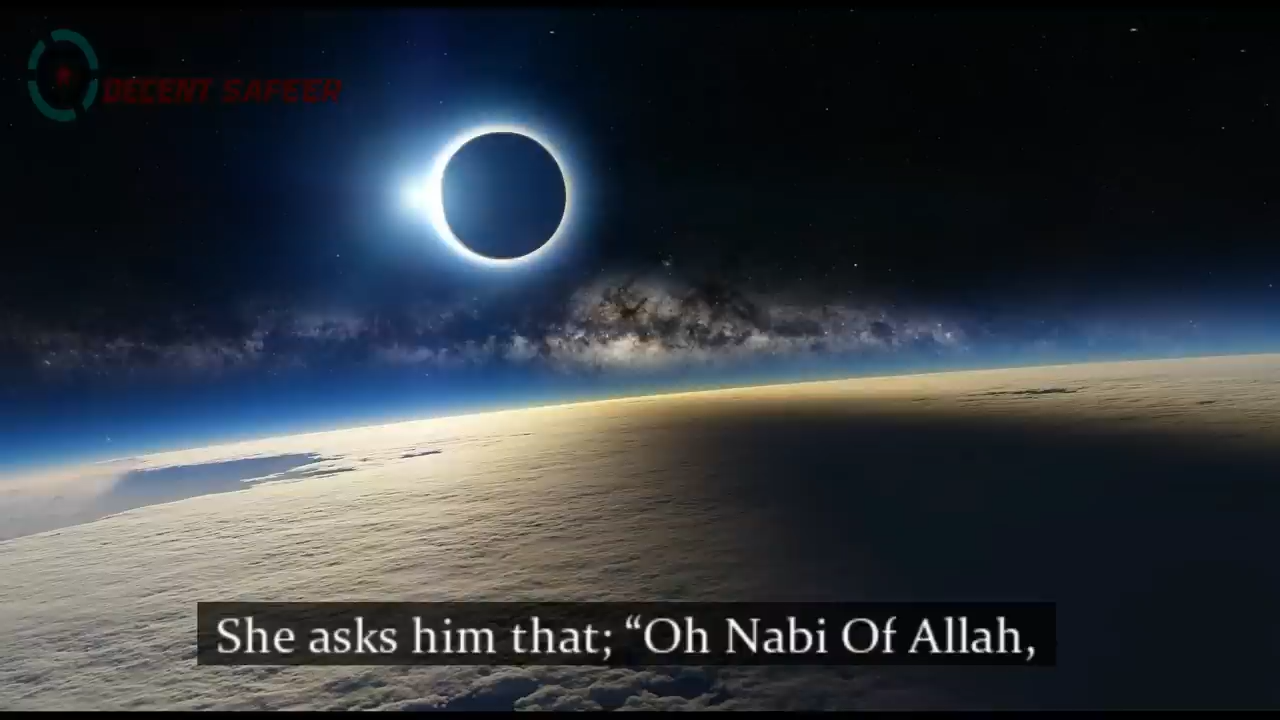 DECENT SAFEER
She asks him that; “Oh Nabi Of Allah,